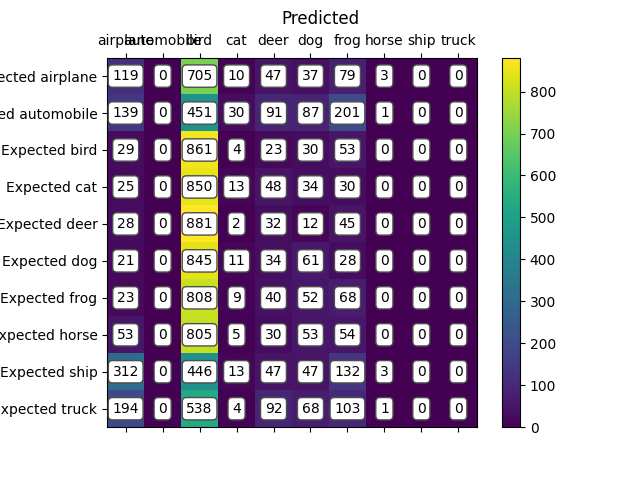 Predicted
airplane automobile bird cat deer dog frog horse ship truck
ected airplane 119 0 705 10 47 37 79 3 0 0
ed automobile 139 0 451 30 91 87 201 1 0 0
Expected bird 29 0 861 4 23 30 53 0 0 0
Expected cat 25 0 850 13 48 34 30 0 0 0
Expected deer 28 0 881 2 32 12 45 0 0 0
Expected dog 21 0 845 11 34 61 28 0 0 0
Expected frog 23 0 808 9 40 52 68 0 0 0
xpected horse 53 0 805 5 30 53 54 0 0 0
Expected ship 312 0 446 13 47 47 132 3 0 0
xpected truck 194 0 538 4 92 68 103 1 0 0
800
700
600
500
400
300
200
100
0